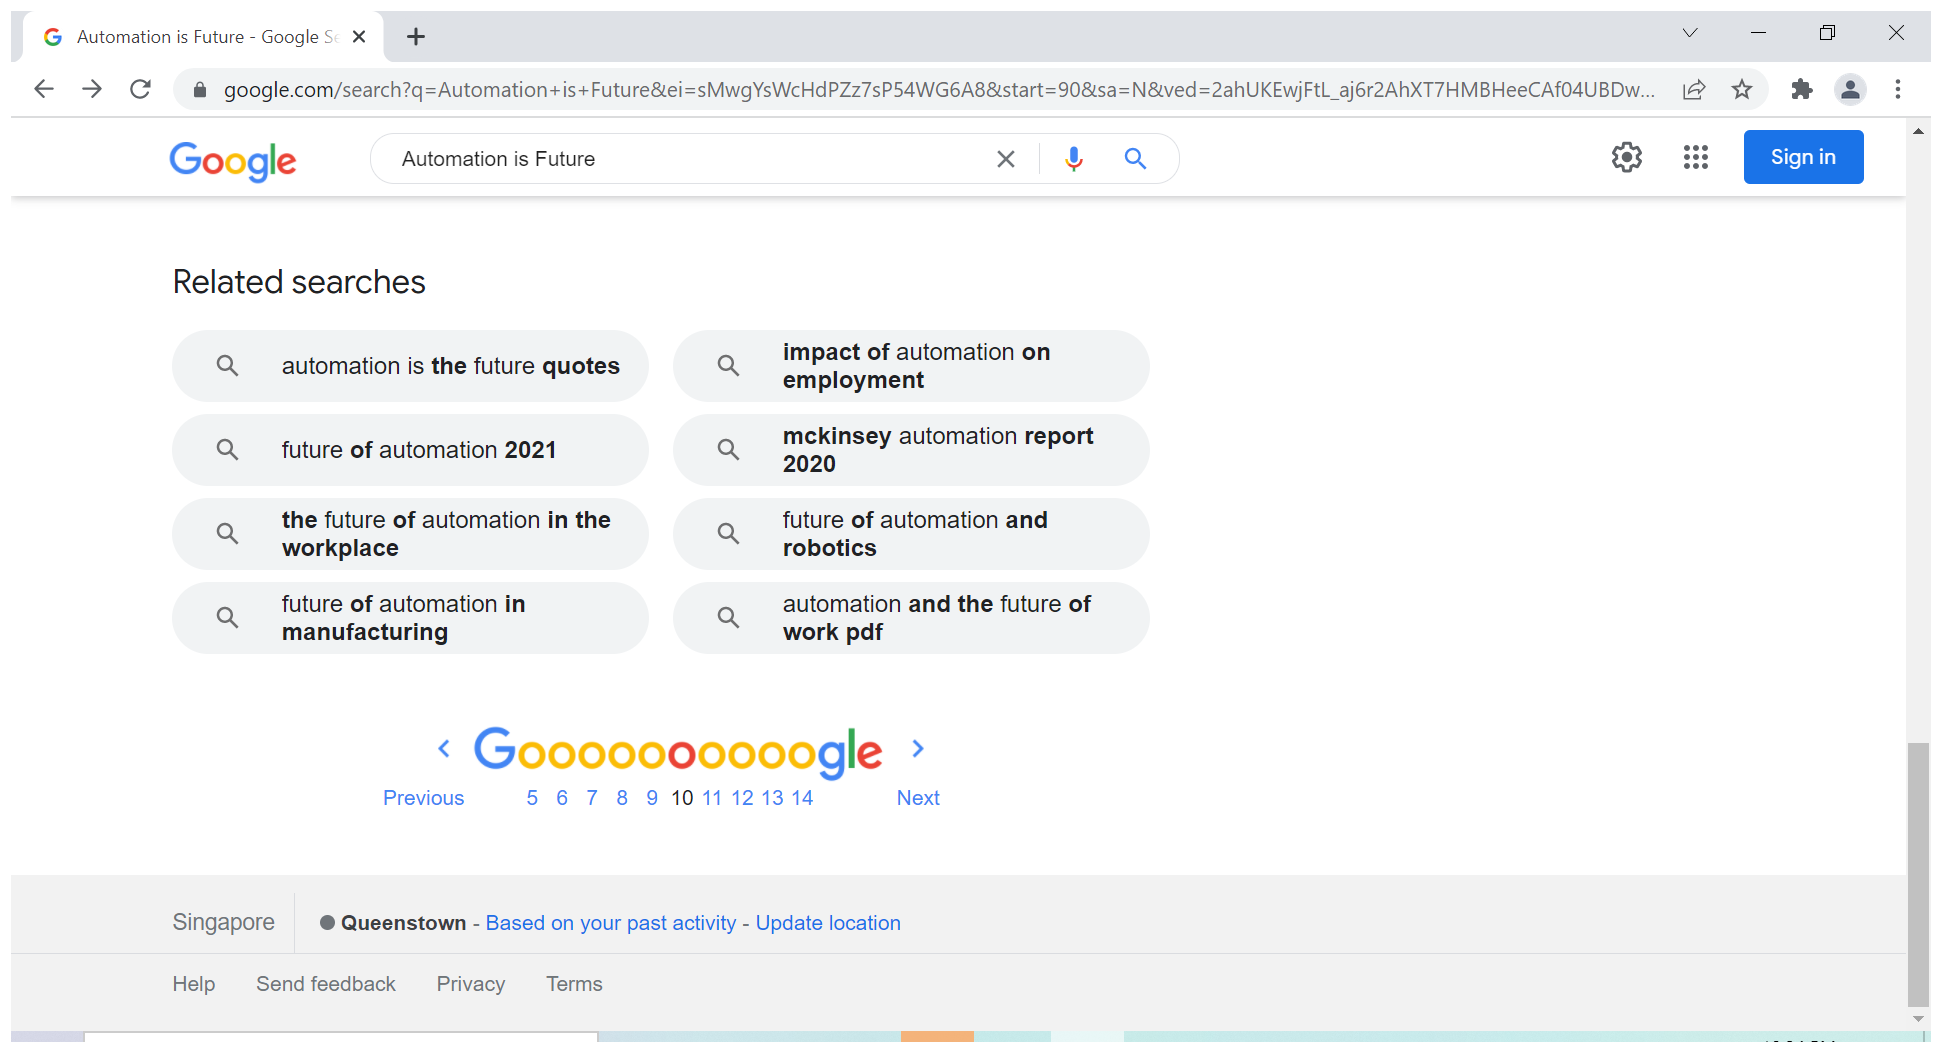 Automation is Future - Google Se
google.com/search?q=Automation+is+Future&ei=sMwgYsWcHdPZz7sP54WG6A8&start=90&sa=N&ved=2ahUKEwjFtL_aj6r2AhXT7HMBHeeCAf04UBDw...
Google
Automation is Future
Sign in
Related searches
automation is the future quotes
impact of automation on
employment
future of automation 2021
mckinsey automation report
2020
the future of automation in the
workplace
future of automation and
robotics
future of automation in
manufacturing
automation and the future of
work pdf
Goooooooooogle
Previous 5 6 7 8 9 10 11 12 13 14 Next
Singapore
Queenstown - Based on your past activity - Update location
Help Send feedback Privacy Terms